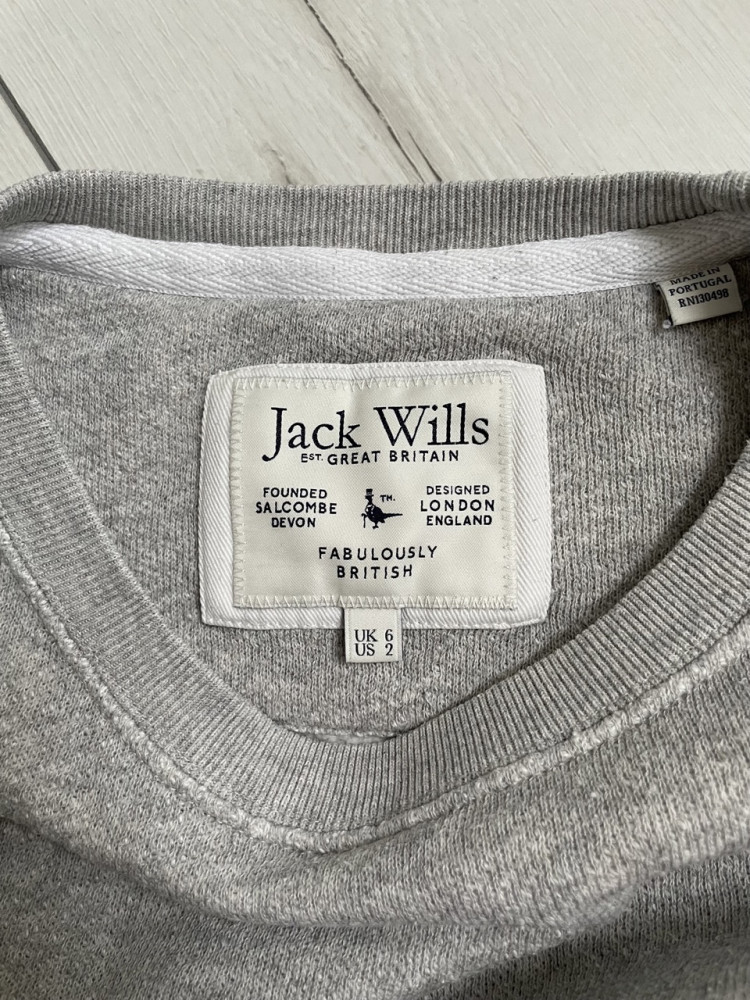 MADE IN
PORTUGAL
RN130498
Jack Wills
EST. GREAT BRITAIN
FOUNDED
SALCOMBE
DEVON
TM.
DESIGNED
LONDON
ENGLAND
FABULOUSLY
BRITISH
UK 6
US 2